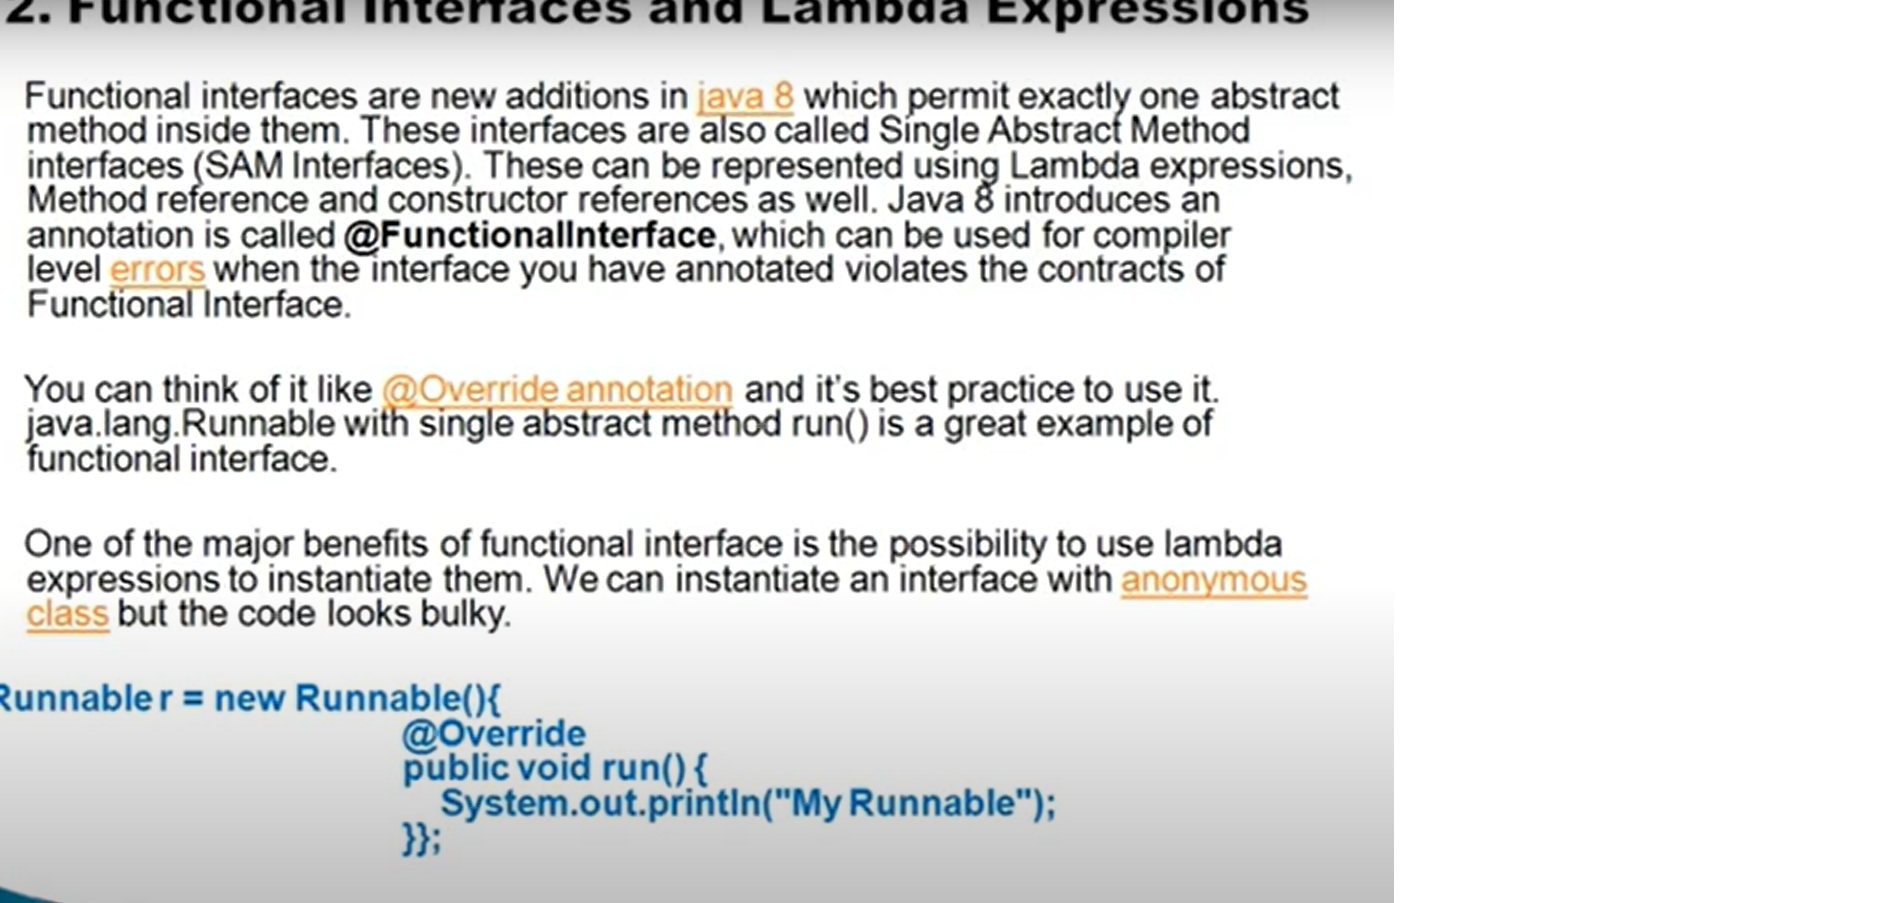 2. Functional Interfaces and Lambda Expressions
Functional interfaces are new additions in java 8 which permit exactly one abstract
method inside them. These interfaces are also called Single Abstract Method
interfaces (SAM Interfaces). These can be represented using Lambda expressions,
Method reference and constructor references as well. Java 8 introduces an
annotation is called @FunctionalInterface, which can be used for compiler
level errors when the interface you have annotated violates the contracts of
Functional Interface.
You can think of it like @Override annotation and it's best practice to use it.
java.lang.Runnable with single abstract method run() is a great example of
functional interface.
One of the major benefits of functional interface is the possibility to use lambda
expressions to instantiate them. We can instantiate an interface with anonymous
class but the code looks bulky.
Runnable r = new Runnable(){
@Override
public void run() {
System.out.println("My Runnable");
}};